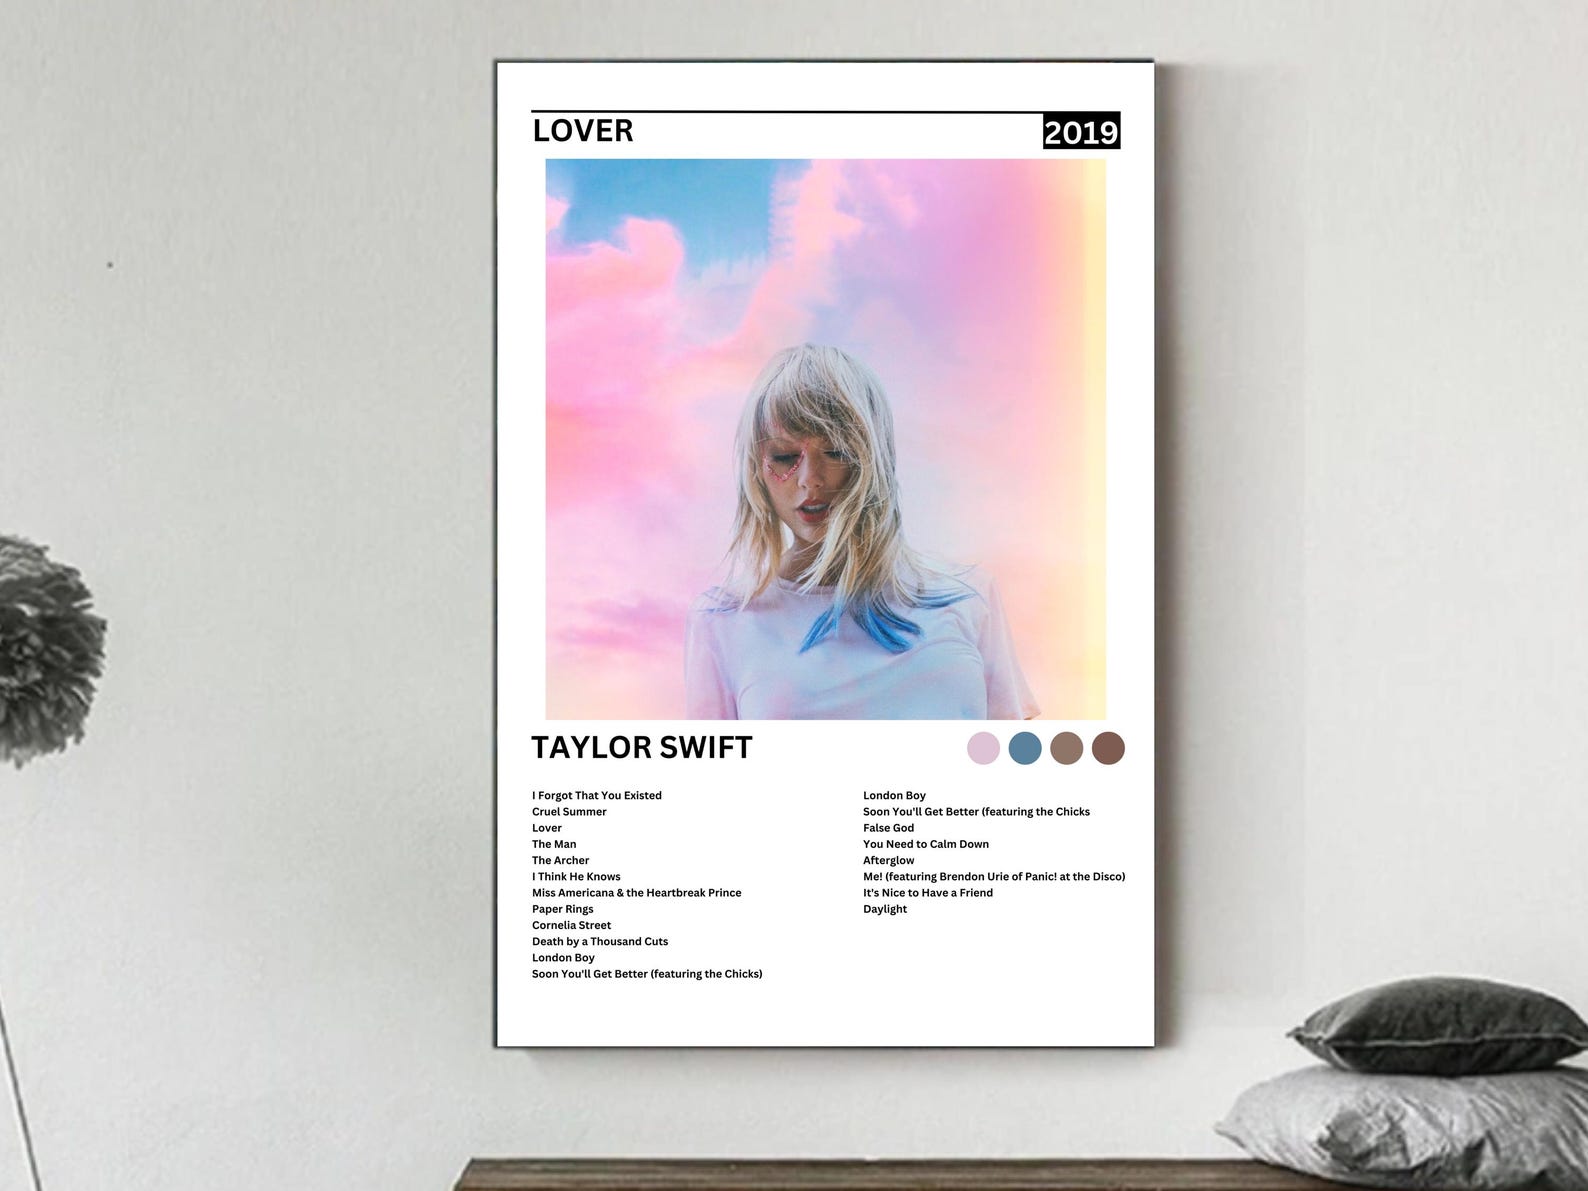 LOVER
2019
TAYLOR SWIFT
I Forgot That You Existed
Cruel Summer
Lover
The Man
The Archer
I Think He Knows
Miss Americana & the Heartbreak Prince
Paper Rings
Cornelia Street
Death by a Thousand Cuts
London Boy
Soon You'll Get Better (featuring the Chicks)
London Boy
Soon You'll Get Better (featuring the Chicks
False God
You Need to Calm Down
Afterglow
Me! (featuring Brendon Urie of Panic! at the Disco)
It's Nice to Have a Friend
Daylight